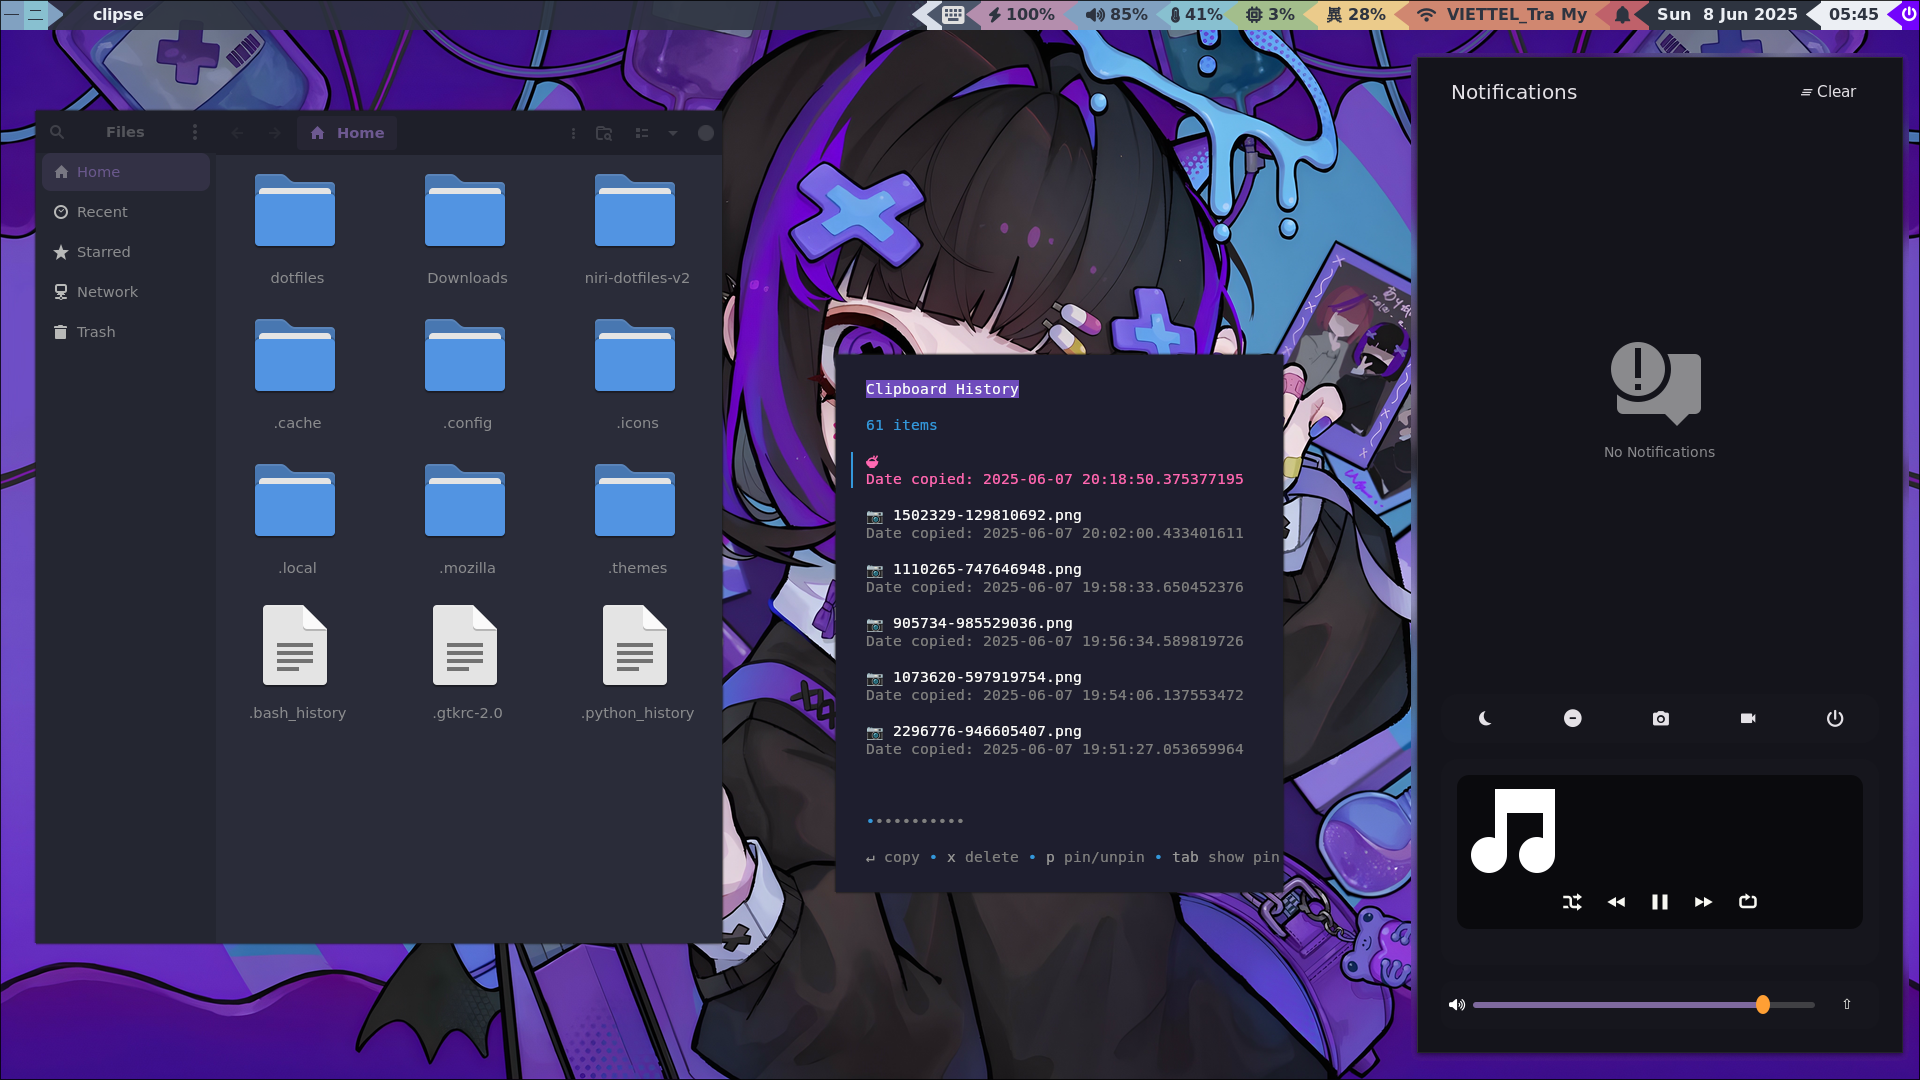 clipse
100%
85%
41%
3%
28%
VIETTEL_Tra My
Sun 8 Jun 2025
05:45
Files
Home
Home
Recent
Starred
Network
Trash
dotfiles
Downloads
niri-dotfiles-v2
.cache
.config
.icons
.local
.mozilla
.themes
.bash_history
.gtkrc-2.0
.python_history
Clipboard History
61 items
Date copied: 2025-06-07 20:18:50.375377195
📷 1502329-129810692.png
Date copied: 2025-06-07 20:02:00.433401611
📷 1110265-747646948.png
Date copied: 2025-06-07 19:58:33.650452376
📷 905734-985529036.png
Date copied: 2025-06-07 19:56:34.589819726
📷 1073620-597919754.png
Date copied: 2025-06-07 19:54:06.137553472
📷 2296776-946605407.png
Date copied: 2025-06-07 19:51:27.053659964
↵ copy • x delete • p pin/unpin • tab show pin
Notifications
Clear
No Notifications